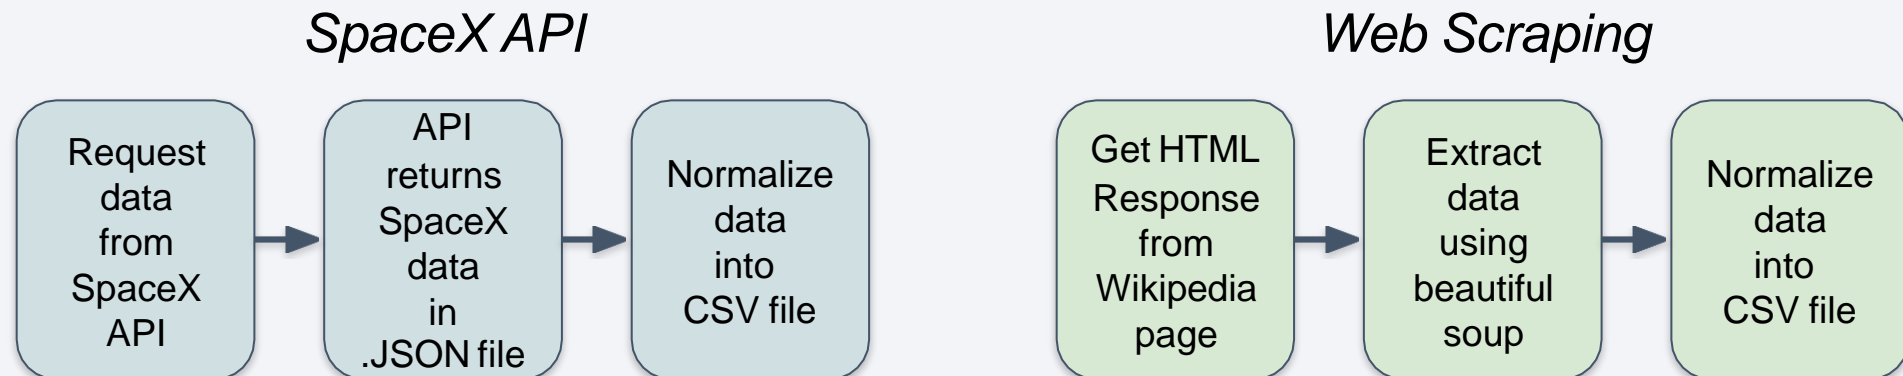 SpaceX API
Request
data
from
SpaceX
API
API
returns
SpaceX
data
in
.JSON file
Normalize
data
into
CSV file
Web Scraping
Get HTML
Response
from
Wikipedia
page
Extract
data
using
beautiful
soup
Normalize
data
into
CSV file